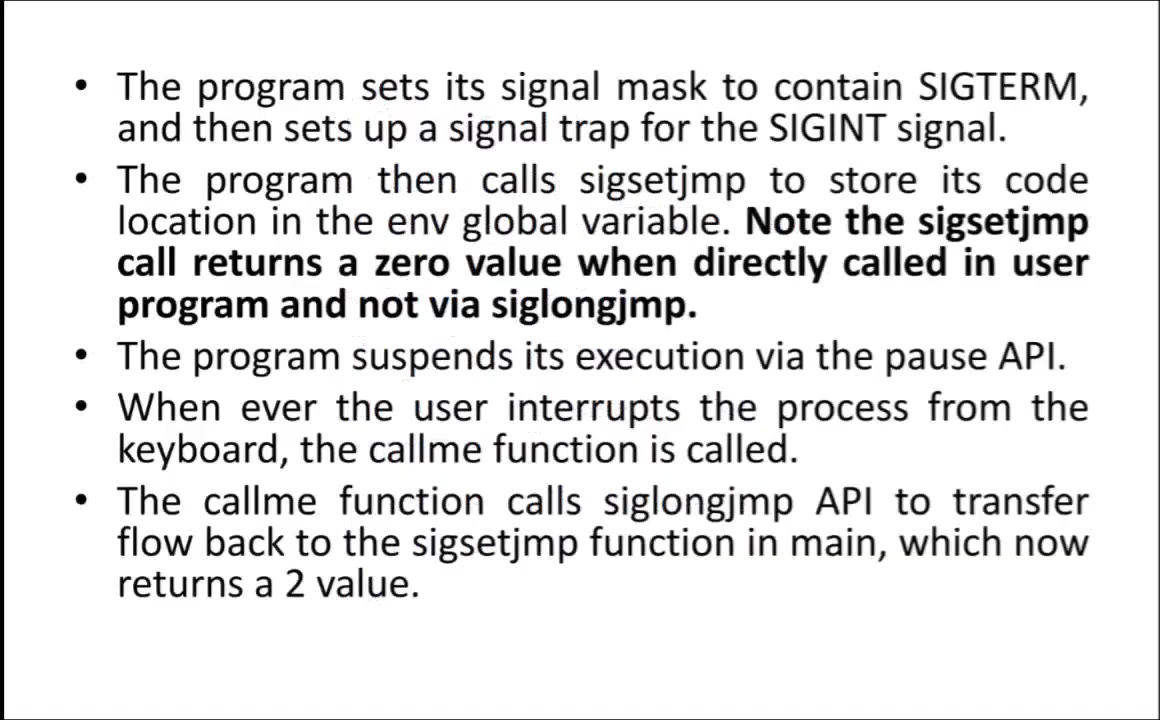 • The program sets its signal mask to contain SIGTERM,
and then sets up a signal trap for the SIGINT signal.
• The program then calls sigsetjmp to store its code
location in the env global variable. Note the sigsetjmp
call returns a zero value when directly called in user
program and not via siglongjmp.
• The program suspends its execution via the pause API.
• When ever the user interrupts the process from the
keyboard, the callme function is called.
• The callme function calls siglongjmp API to transfer
flow back to the sigsetjmp function in main, which now
returns a 2 value.